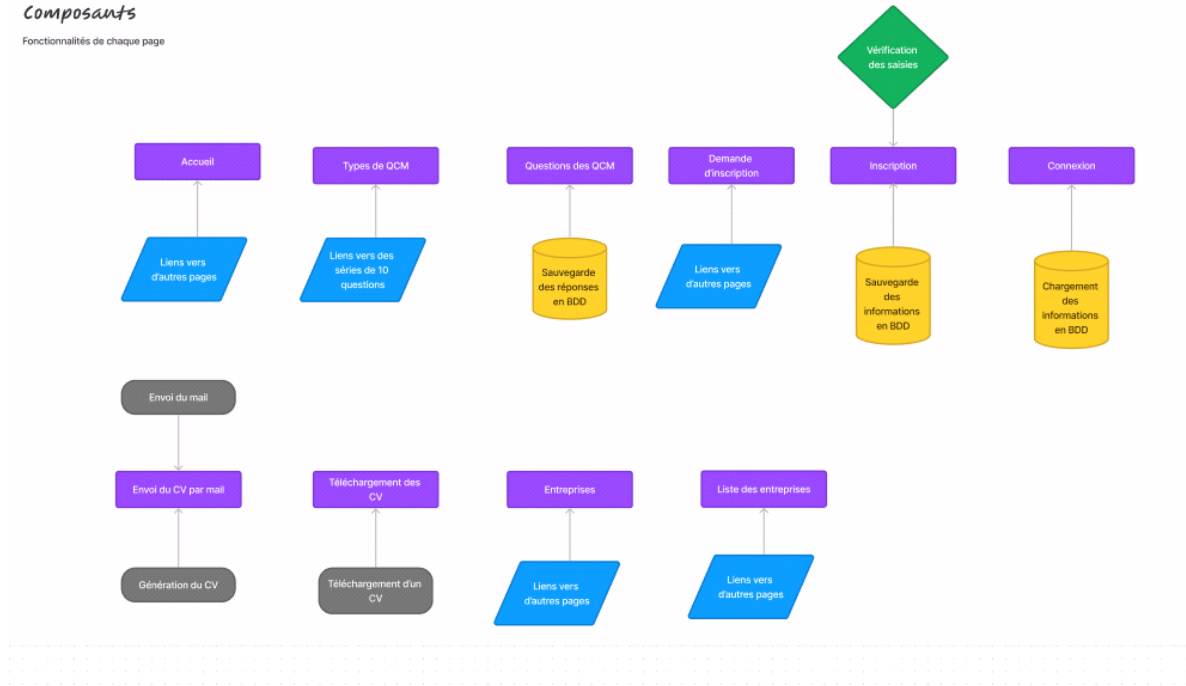 Composants
Fonctionnalités de chaque page
Vérification
des saisies
Accueil
Types de QCM
Questions des QCM
Demande
d'inscription
Inscription
Connexion
Liens vers
d'autres pages
Liens vers des
séries de 10
questions
Sauvegarde
des réponses
en BDD
Liens vers
d'autres pages
Sauvegarde
des
informations
en BDD
Chargement
des
informations
en BDD
Envoi du mail
Envoi du CV par mail
Téléchargement des
CV
Entreprises
Liste des entreprises
Génération du CV
Téléchargement d'un
CV
Liens vers
d'autres pages
Liens vers
d'autres pages